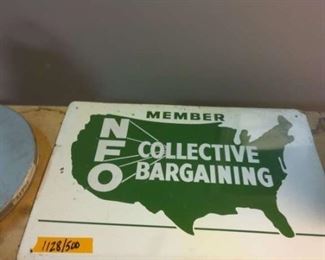 MEMBER
NFO
COLLECTIVE
BARGAINING
1128/500